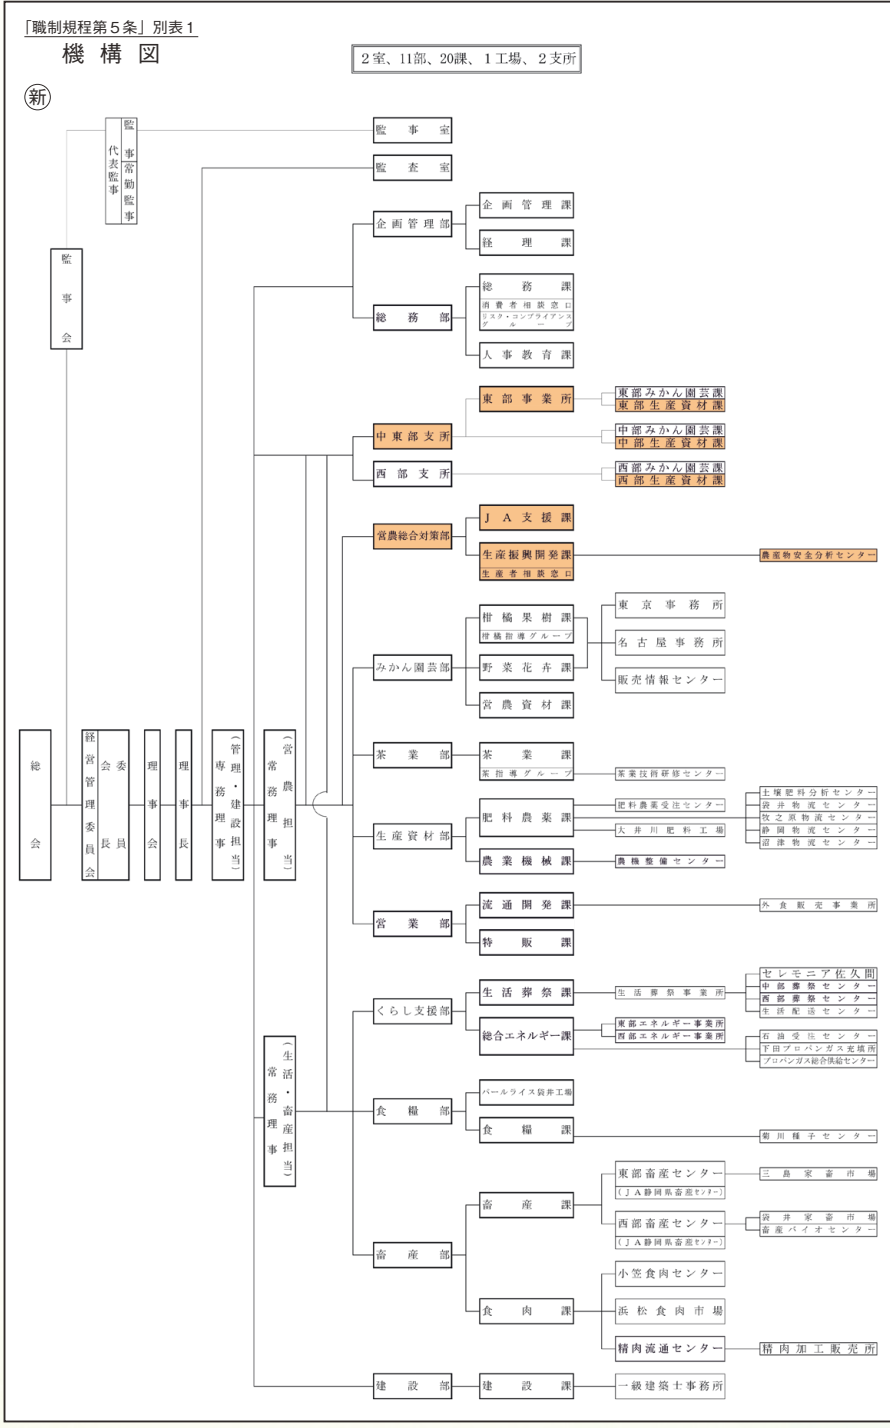 「職制規程第5条」別表1
機構図
2室、11部、20課、1工場、2支所
新
監事
常勤監事
代表監事
監事会
監事室
監査室
企画管理部
企画管理課
経理課
総務部
総務課
消費者相談窓口
リスク・コンプライアンス
グループ
人事教育課
中東部支所
東部事業所
東部みかん園芸課
東部生産資材課
中部みかん園芸課
中部生産資材課
西部支所
西部みかん園芸課
西部生産資材課
営農総合対策部
JA支援課
生産振興開発課
生産者相談窓口
農産物安全分析センター
みかん園芸部
柑橘果樹課
柑橘指導グループ
野菜花卉課
営農資材課
東京事務所
名古屋事務所
販売情報センター
総会
経営管理委員会
会長
委員
理事会
理事長
専務理事
(管理・建設担当)
常務理事
(営農担当)
茶業部
茶業課
茶指導グループ
茶業技術研修センター
生産資材部
肥料農薬課
肥料農薬受注センター
大井川肥料工場
土壌肥料分析センター
袋井物流センター
牧之原物流センター
静岡物流センター
沼津物流センター
農業機械課
農機整備センター
営業部
流通開発課
外食販売事業所
特販課
常務理事
(生活・畜産担当)
くらし支援部
生活葬祭課
生活葬祭事業所
セレモニア佐久間
中部葬祭センター
西部葬祭センター
生活配送センター
総合エネルギー課
東部エネルギー事業所
西部エネルギー事業所
石油受注センター
下田プロパンガス充填所
プロパンガス総合供給センター
食糧部
パールライス袋井工場
食糧課
菊川種子センター
畜産部
畜産課
東部畜産センター
(JA静岡県畜産センター)
三島家畜市場
西部畜産センター
(JA静岡県畜産センター)
袋井家畜市場
畜産バイオセンター
食肉課
小笠食肉センター
浜松食肉市場
精肉流通センター
精肉加工販売所
建設部
建設課
一級建築士事務所